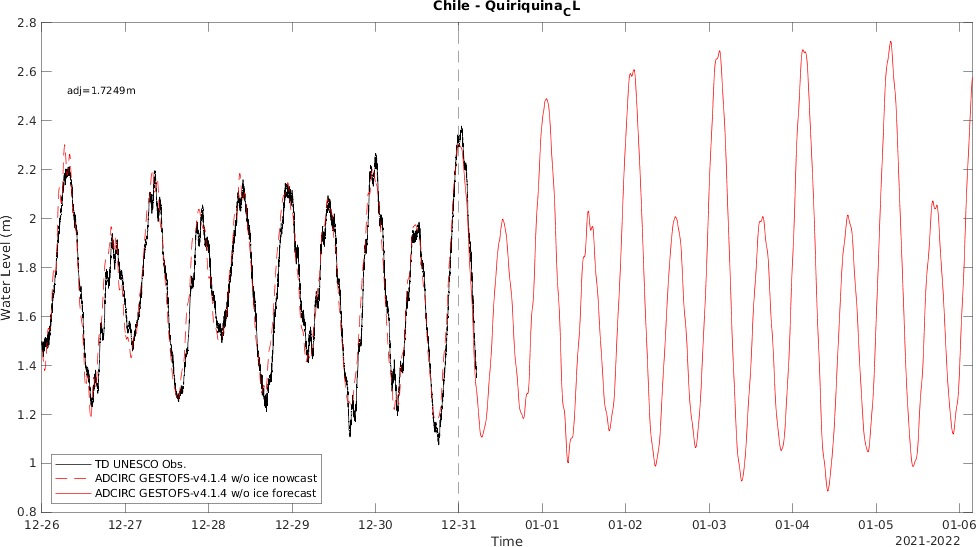 Chile - Quiriquina_CL
2.8
2.6
adj=1.7249m
2.4
2.2
2
Water Level (m)
1.8
1.6
1.4
1.2
1
0.8
TD UNESCO Obs.
ADCIRC GESTOFS-v4.1.4 w/o ice nowcast
ADCIRC GESTOFS-v4.1.4 w/o ice forecast
12-26 12-27 12-28 12-29 12-30 12-31 01-01 01-02 01-03 01-04 01-05 01-06
Time
2021-2022